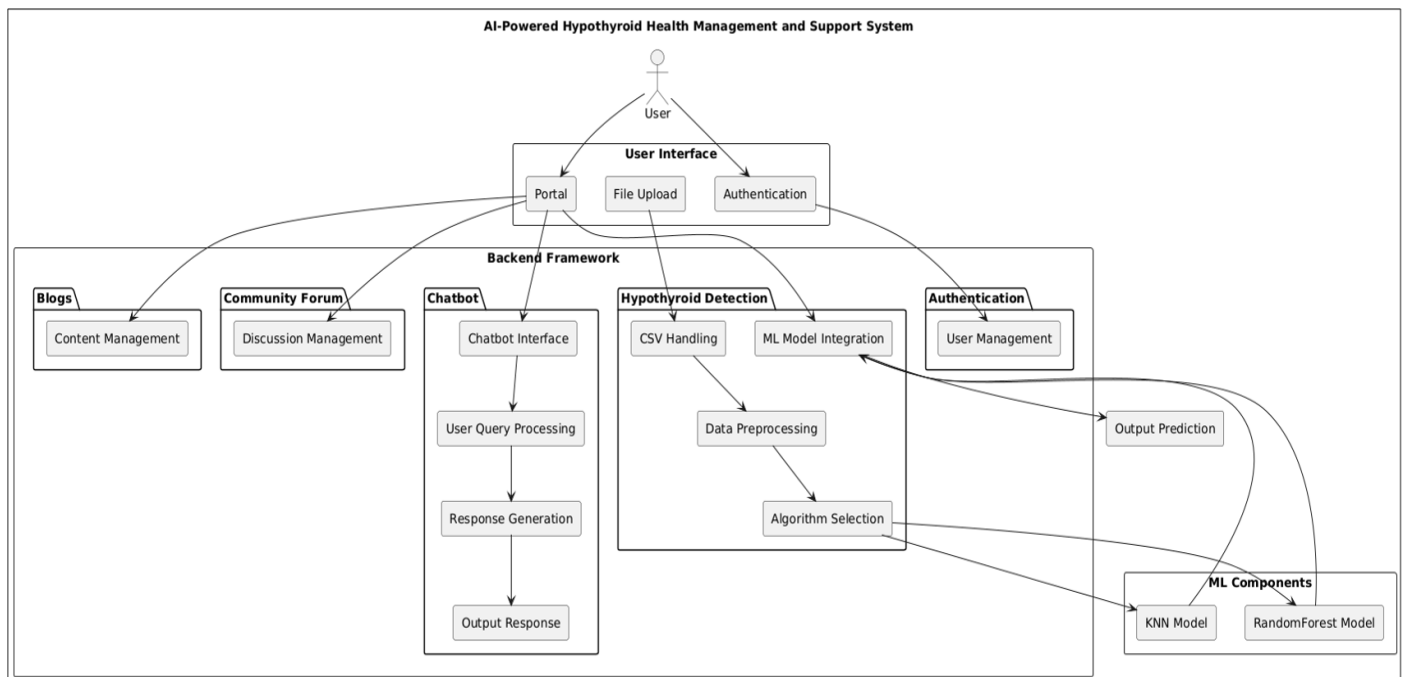 AI-Powered Hypothyroid Health Management and Support System
User
User Interface
Portal
File Upload
Authentication
Backend Framework
Blogs
Content Management
Community Forum
Discussion Management
Chatbot
Chatbot Interface
User Query Processing
Response Generation
Output Response
Hypothyroid Detection
CSV Handling
ML Model Integration
Data Preprocessing
Algorithm Selection
Authentication
User Management
Output Prediction
ML Components
KNN Model
RandomForest Model